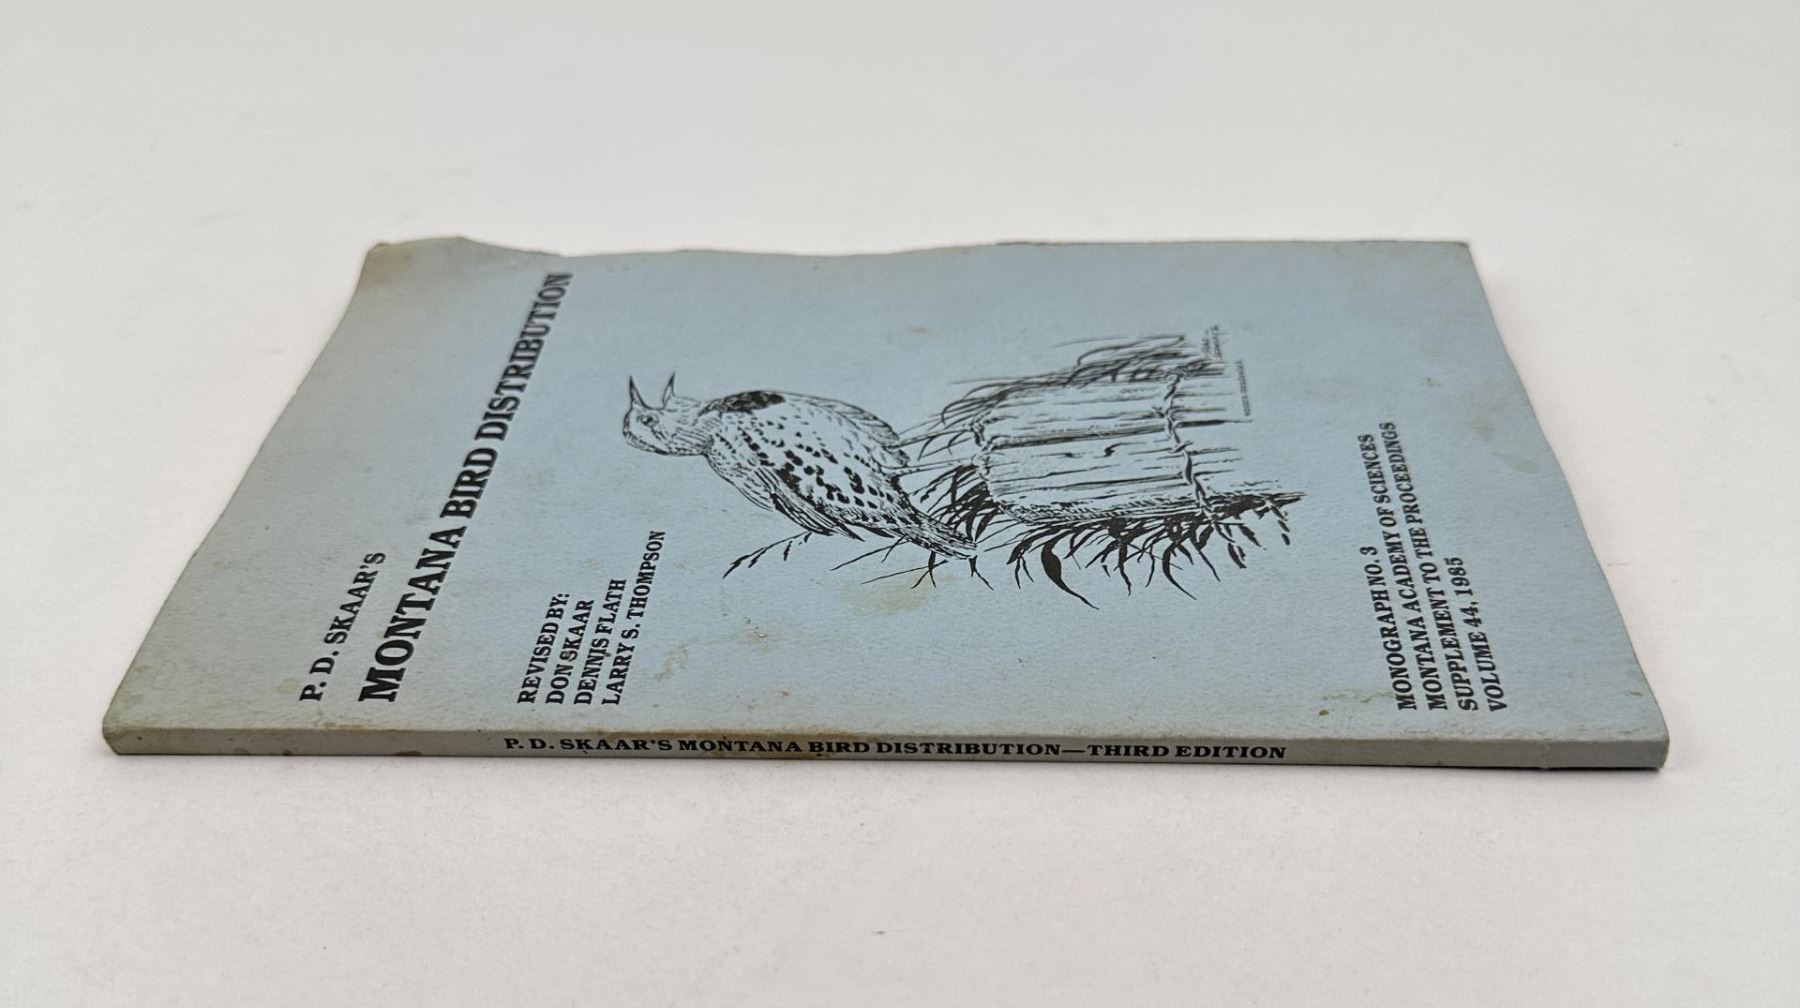 P. D. SKAAR'S
MONTANA BIRD DISTRIBUTION
REVISED BY:
DON SKAAR
DENNIS FLATH
LARRY S. THOMPSON
MONOGRAPH NO. 3
MONTANA ACADEMY OF SCIENCES
SUPPLEMENT TO THE PROCEEDINGS
VOLUME 44, 1985
P. D. SKAAR'S MONTANA BIRD DISTRIBUTION—THIRD EDITION